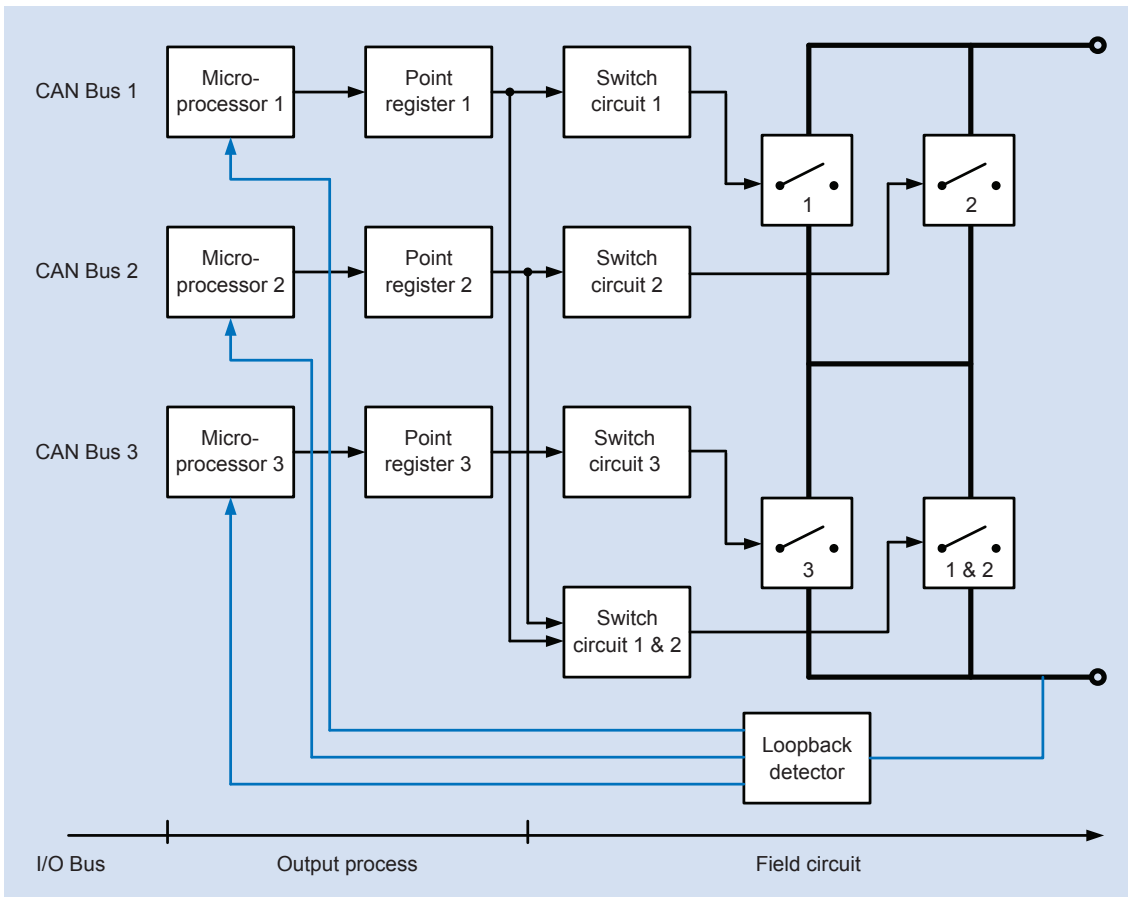 CAN Bus 1
Micro-
processor 1
Point
register 1
Switch
circuit 1
1
2
CAN Bus 2
Micro-
processor 2
Point
register 2
Switch
circuit 2
CAN Bus 3
Micro-
processor 3
Point
register 3
Switch
circuit 3
3
1 & 2
Switch
circuit 1 & 2
Loopback
detector
I/O Bus
Output process
Field circuit